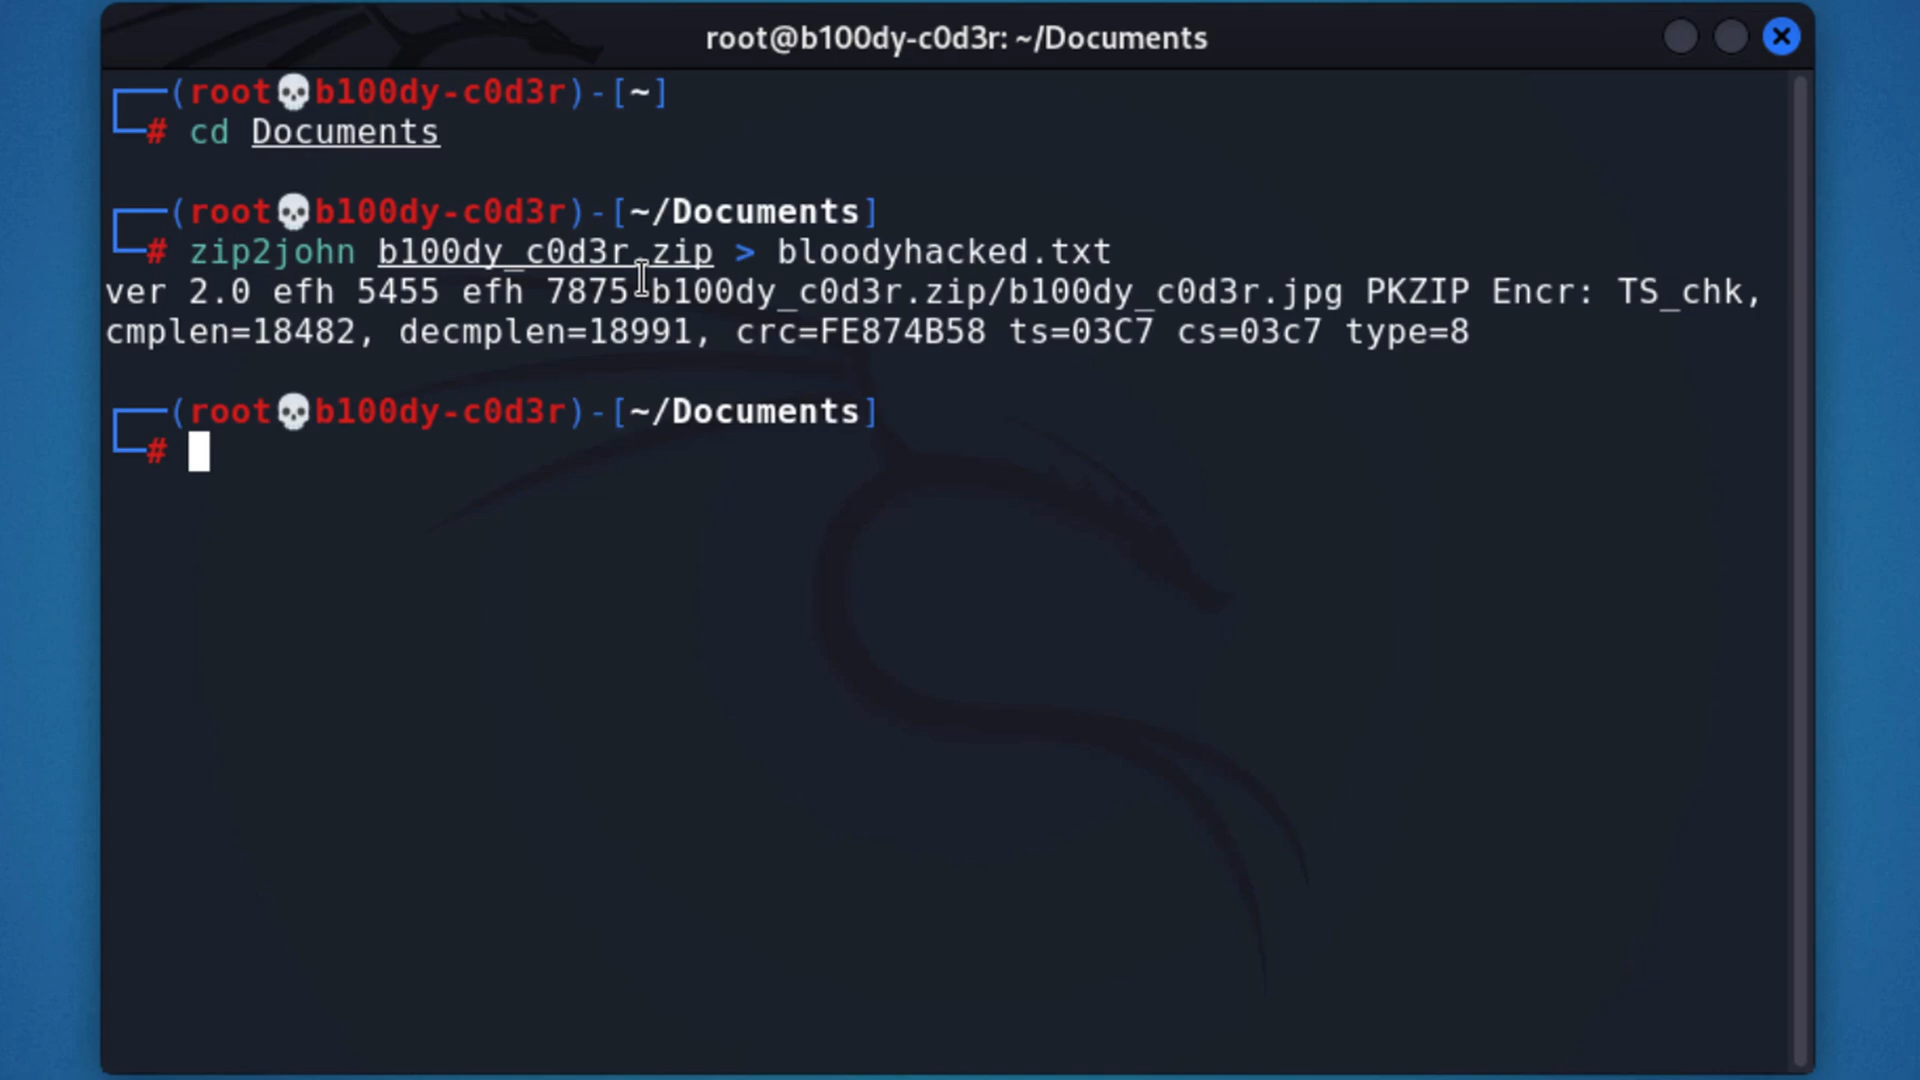 root@b100dy-c0d3r: ~/Documents
┌──(root💀b100dy-c0d3r)-[~]
└─# cd Documents
┌──(root💀b100dy-c0d3r)-[~/Documents]
└─# zip2john b100dy_c0d3r.zip > bloodyhacked.txt
ver 2.0 efh 5455 efh 7875 b100dy_c0d3r.zip/b100dy_c0d3r.jpg PKZIP Encr: TS_chk,
cmplen=18482, decmplen=18991, crc=FE874B58 ts=03C7 cs=03c7 type=8
┌──(root💀b100dy-c0d3r)-[~/Documents]
└─#